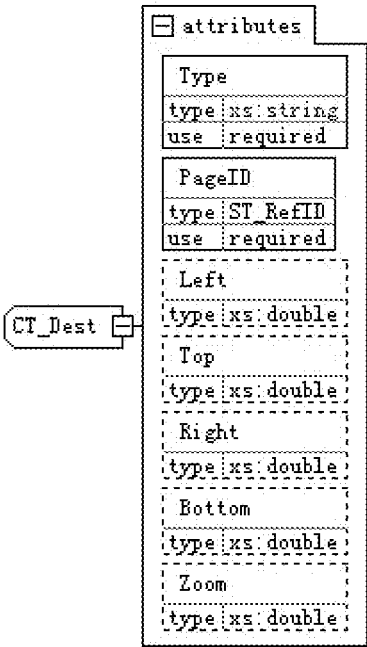 attributes
Type
type xs:string
use required
PageID
type ST_RefID
use required
Left
type xs:double
CT_Dest
Top
type xs:double
Right
type xs:double
Bottom
type xs:double
Zoom
type xs:double